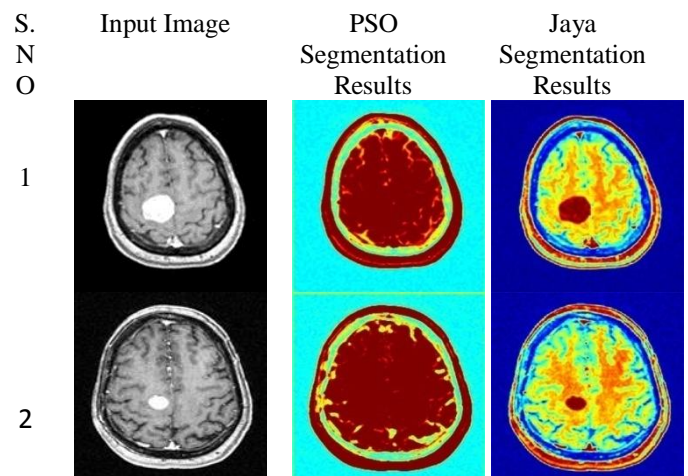 S.
N
O
Input Image
PSO
Segmentation
Results
Jaya
Segmentation
Results
1
2